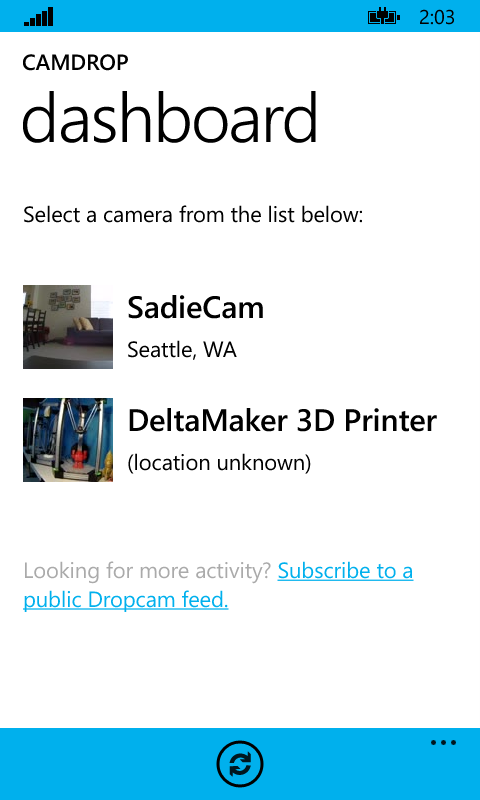 2:03
CAMDROP
dashboard
Select a camera from the list below:
SadieCam
Seattle, WA
DeltaMaker 3D Printer
(location unknown)
Looking for more activity? Subscribe to a
public Dropcam feed.